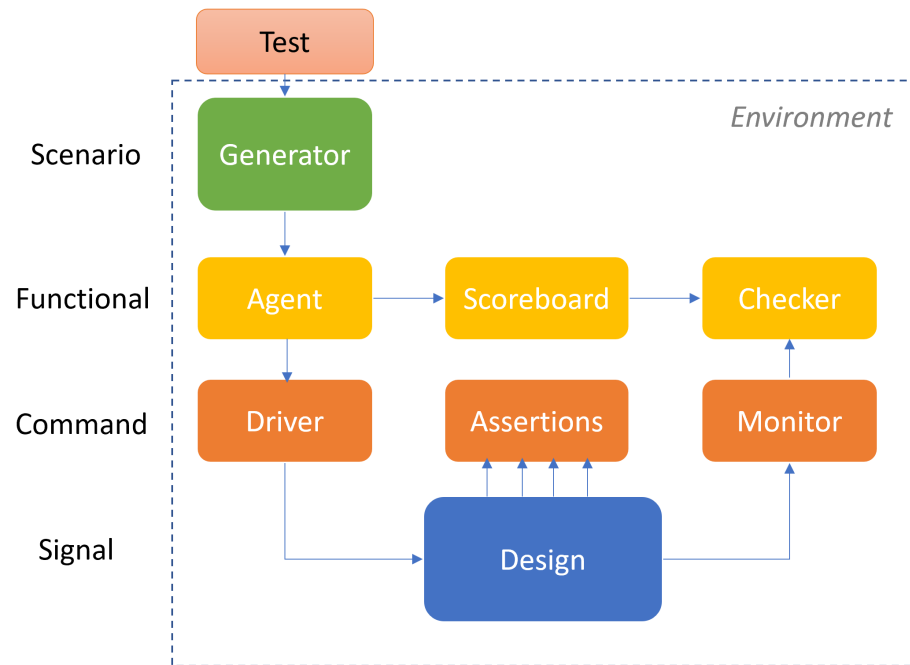 Test
Environment
Scenario
Generator
Functional
Agent
Scoreboard
Checker
Command
Driver
Assertions
Monitor
Signal
Design